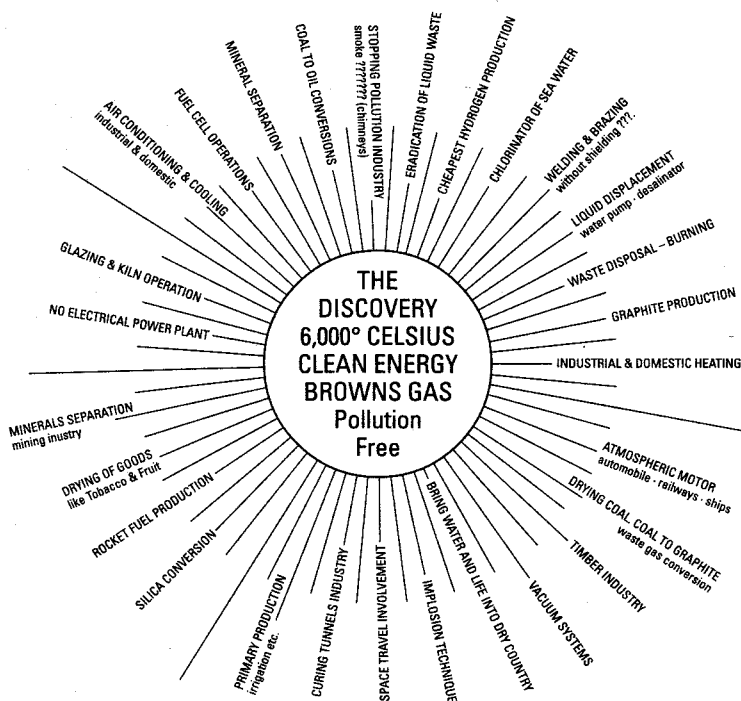 THE
DISCOVERY
6,000° CELSIUS
CLEAN ENERGY
BROWNS GAS
Pollution
Free
STOPPING POLLUTION INDUSTRY
smoke ??????? (chimneys)
ERADICATION OF LIQUID WASTE
CHEAPEST HYDROGEN PRODUCTION
CHLORINATOR OF SEA WATER
WELDING & BRAZING
without shielding ???.
LIQUID DISPLACEMENT
water pump · desalinator
WASTE DISPOSAL – BURNING
GRAPHITE PRODUCTION
INDUSTRIAL & DOMESTIC HEATING
ATMOSPHERIC MOTOR
automobile · railways · ships
DRYING COAL, COAL TO GRAPHITE
waste gas conversion
TIMBER INDUSTRY
VACUUM SYSTEMS
BRING WATER AND LIFE INTO DRY COUNTRY
IMPLOSION TECHNIQUE
SPACE TRAVEL INVOLVEMENT
CURING TUNNELS INDUSTRY
PRIMARY PRODUCTION
irrigation etc.
SILICA CONVERSION
ROCKET FUEL PRODUCTION
DRYING OF GOODS
like Tobacco & Fruit
MINERALS SEPARATION
mining inustry
NO ELECTRICAL POWER PLANT
GLAZING & KILN OPERATION
AIR CONDITIONING & COOLING
industrial & domestic
FUEL CELL OPERATIONS
MINERAL SEPARATION
COAL TO OIL CONVERSIONS